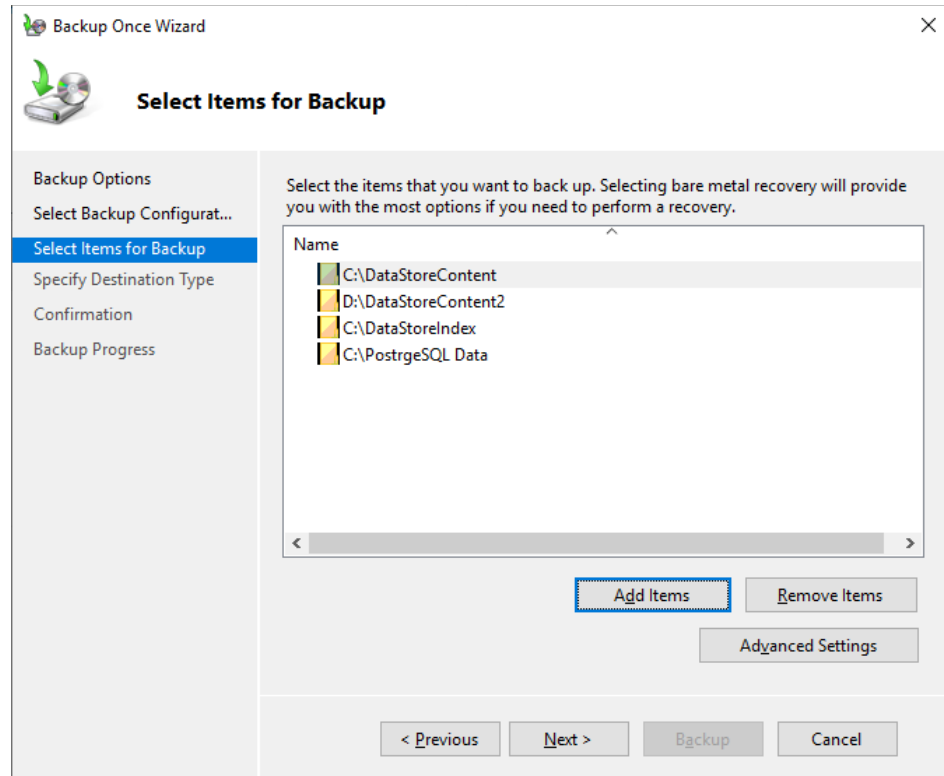 Backup Once Wizard
Select Items for Backup
Backup Options
Select Backup Configurat...
Select Items for Backup
Specify Destination Type
Confirmation
Backup Progress
Select the items that you want to back up. Selecting bare metal recovery will provide
you with the most options if you need to perform a recovery.
Name
C:\DataStoreContent
D:\DataStoreContent2
C:\DataStoreIndex
C:\PostrgeSQL Data
Add Items
Remove Items
Advanced Settings
< Previous
Next >
Backup
Cancel